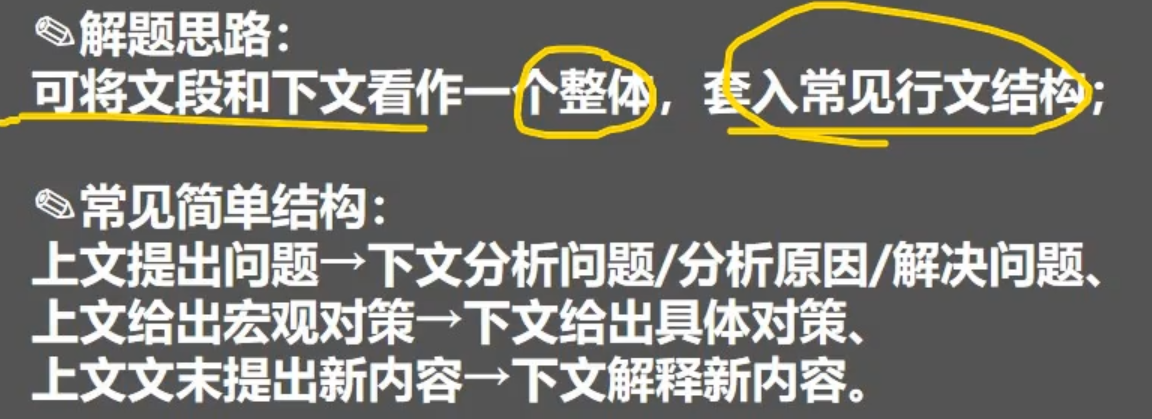 ✎解题思路：
可将文段和下文看作一个整体，套入常见行文结构；
✎常见简单结构：
上文提出问题→下文分析问题/分析原因/解决问题、
上文给出宏观对策→下文给出具体对策、
上文文末提出新内容→下文解释新内容。